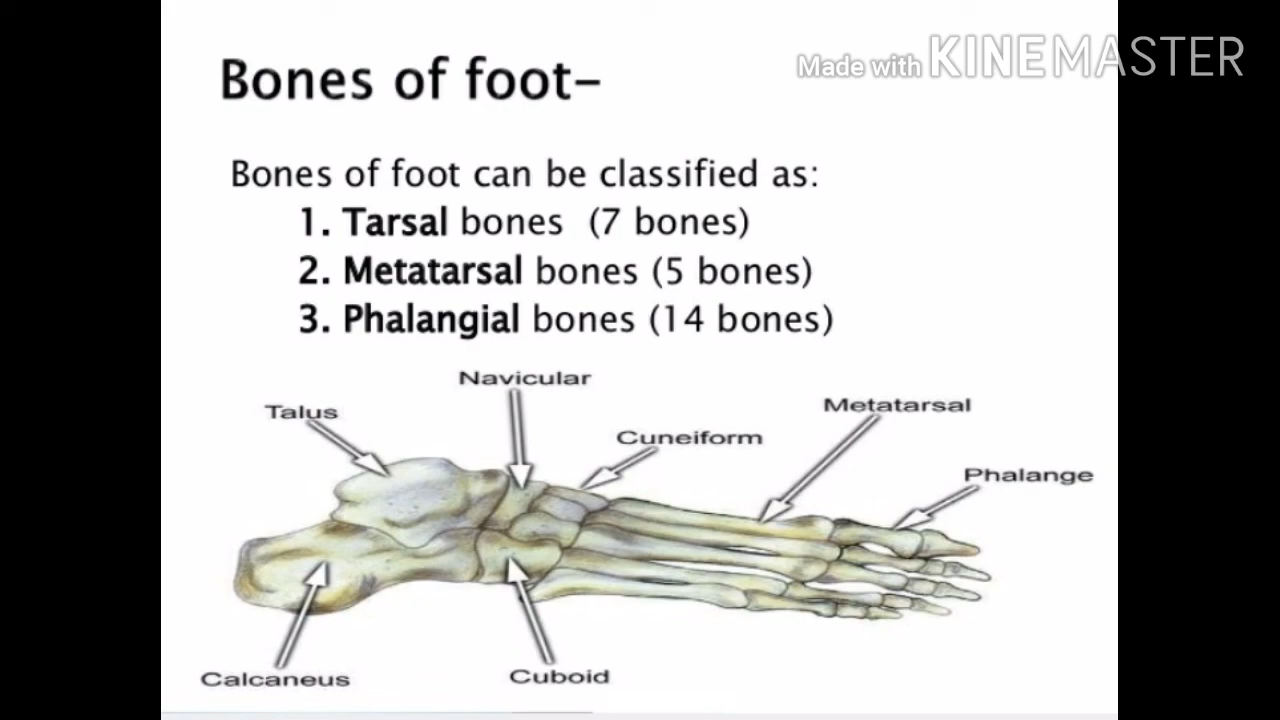 Made with KINEMASTER
Bones of foot-
Bones of foot can be classified as:
1. Tarsal bones (7 bones)
2. Metatarsal bones (5 bones)
3. Phalangial bones (14 bones)
Navicular
Talus
Metatarsal
Cuneiform
Phalange
Calcaneus
Cuboid